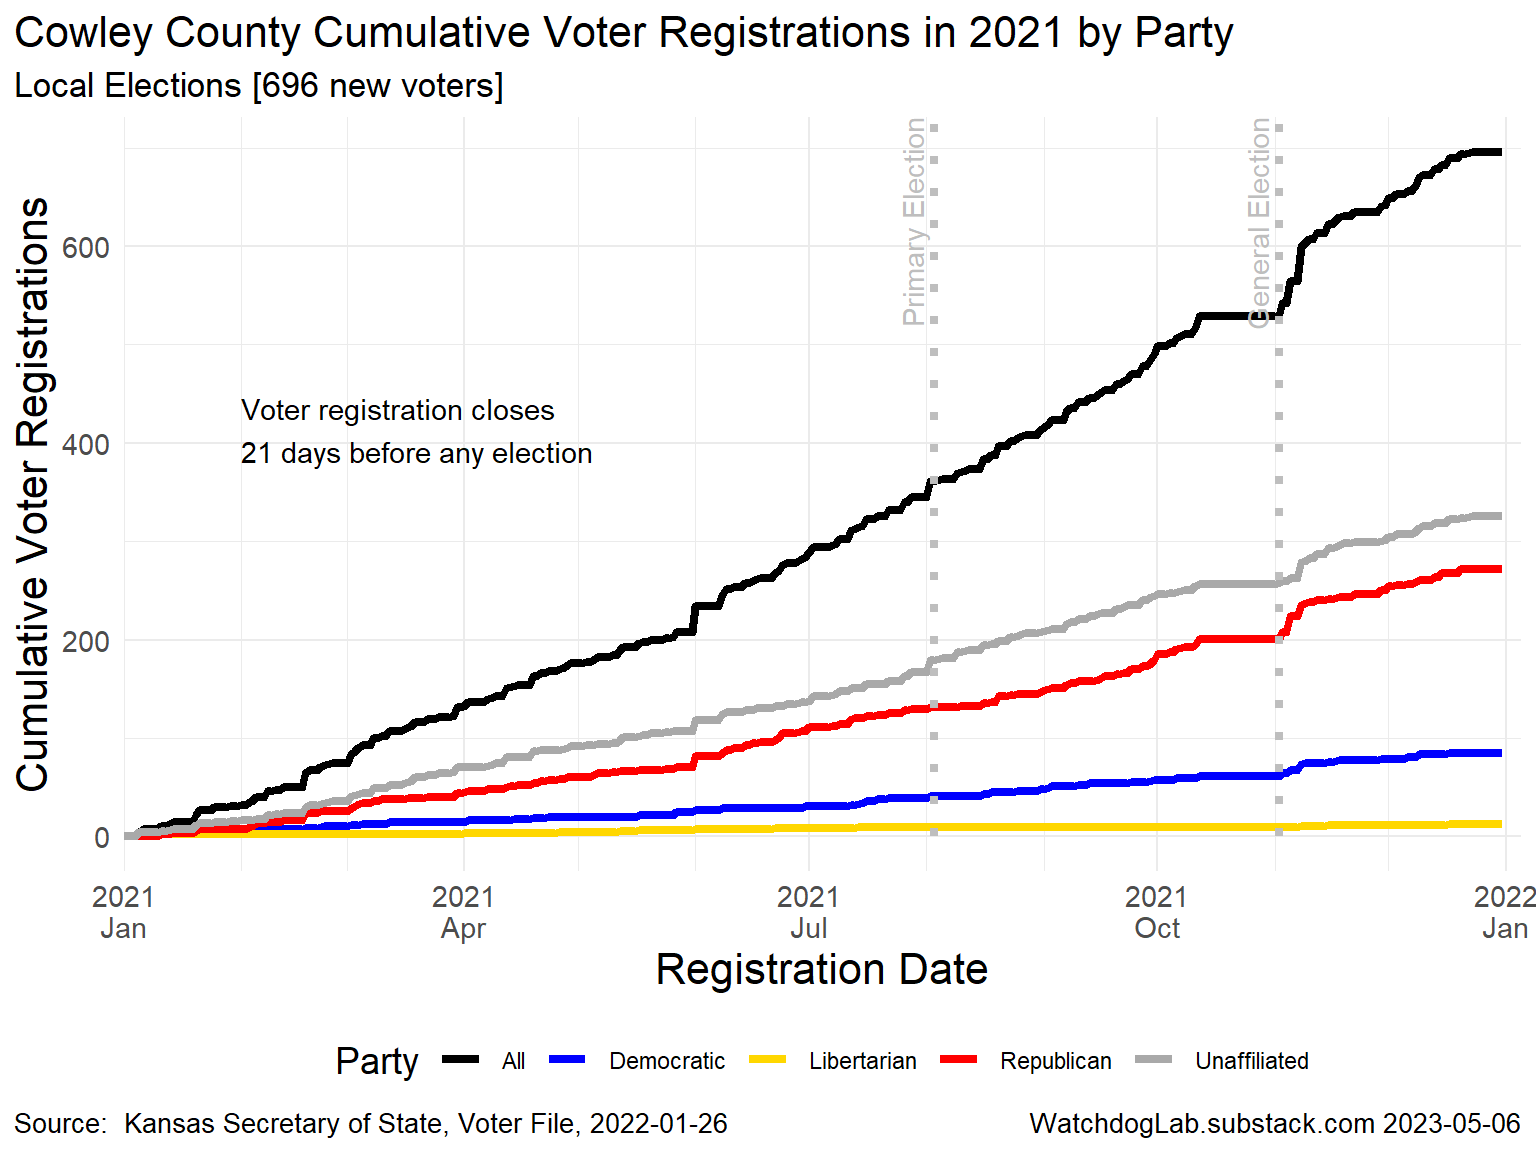 Cowley County Cumulative Voter Registrations in 2021 by Party
Local Elections [696 new voters]
Cumulative Voter Registrations
600
400
200
0
Primary Election
General Election
Voter registration closes
21 days before any election
2021 2021 2021 2021 2022
Jan Apr Jul Oct Jan
Registration Date
Party All Democratic Libertarian Republican Unaffiliated
Source:  Kansas Secretary of State, Voter File, 2022-01-26
WatchdogLab.substack.com 2023-05-06